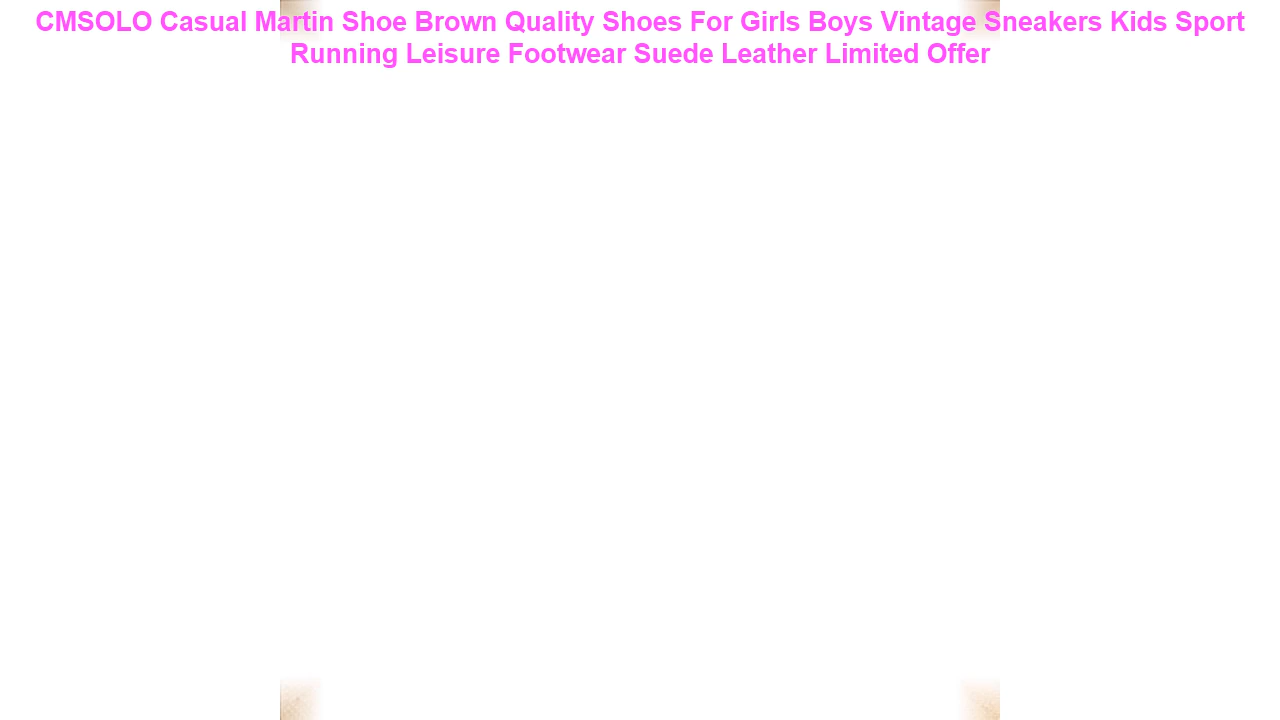 CMSOLO Casual Martin Shoe Brown Quality Shoes For Girls Boys Vintage Sneakers Kids Sport
Running Leisure Footwear Suede Leather Limited Offer